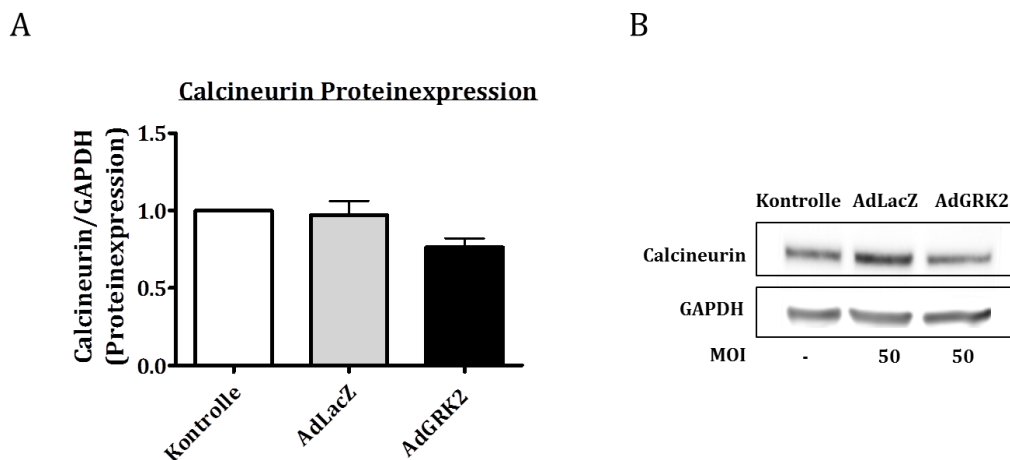 A
B
Calcineurin Proteinexpression
Calcineurin/GAPDH
(Proteinexpression)
1.5
1.0
0.5
0.0
Kontrolle
AdLacZ
AdGRK2
Kontrolle AdLacZ AdGRK2
Calcineurin
GAPDH
MOI - 50 50